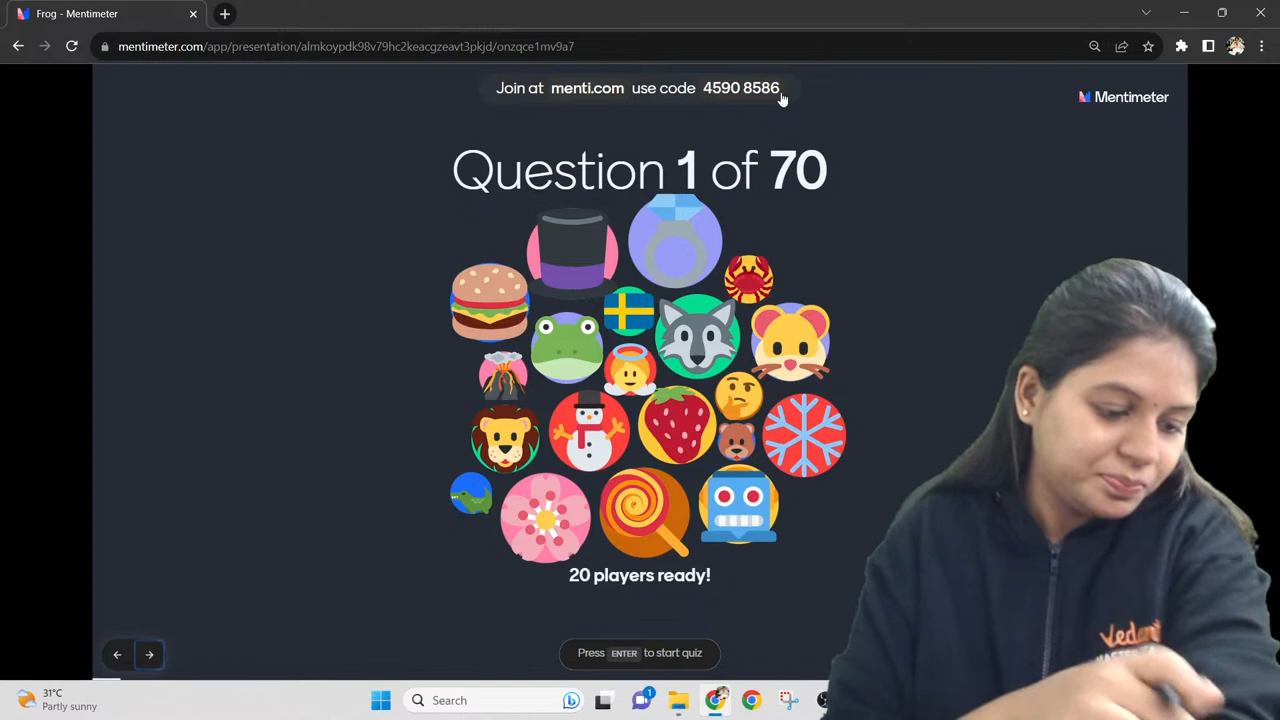 Frog - Mentimeter
mentimeter.com/app/presentation/almkoypdk98v79hc2keacgzeavt3pkjd/onzqce1mv9a7
Join at menti.com use code 4590 8586
Mentimeter
Question 1 of 70
20 players ready!
Press ENTER to start quiz
31°C
Partly sunny
Search
1